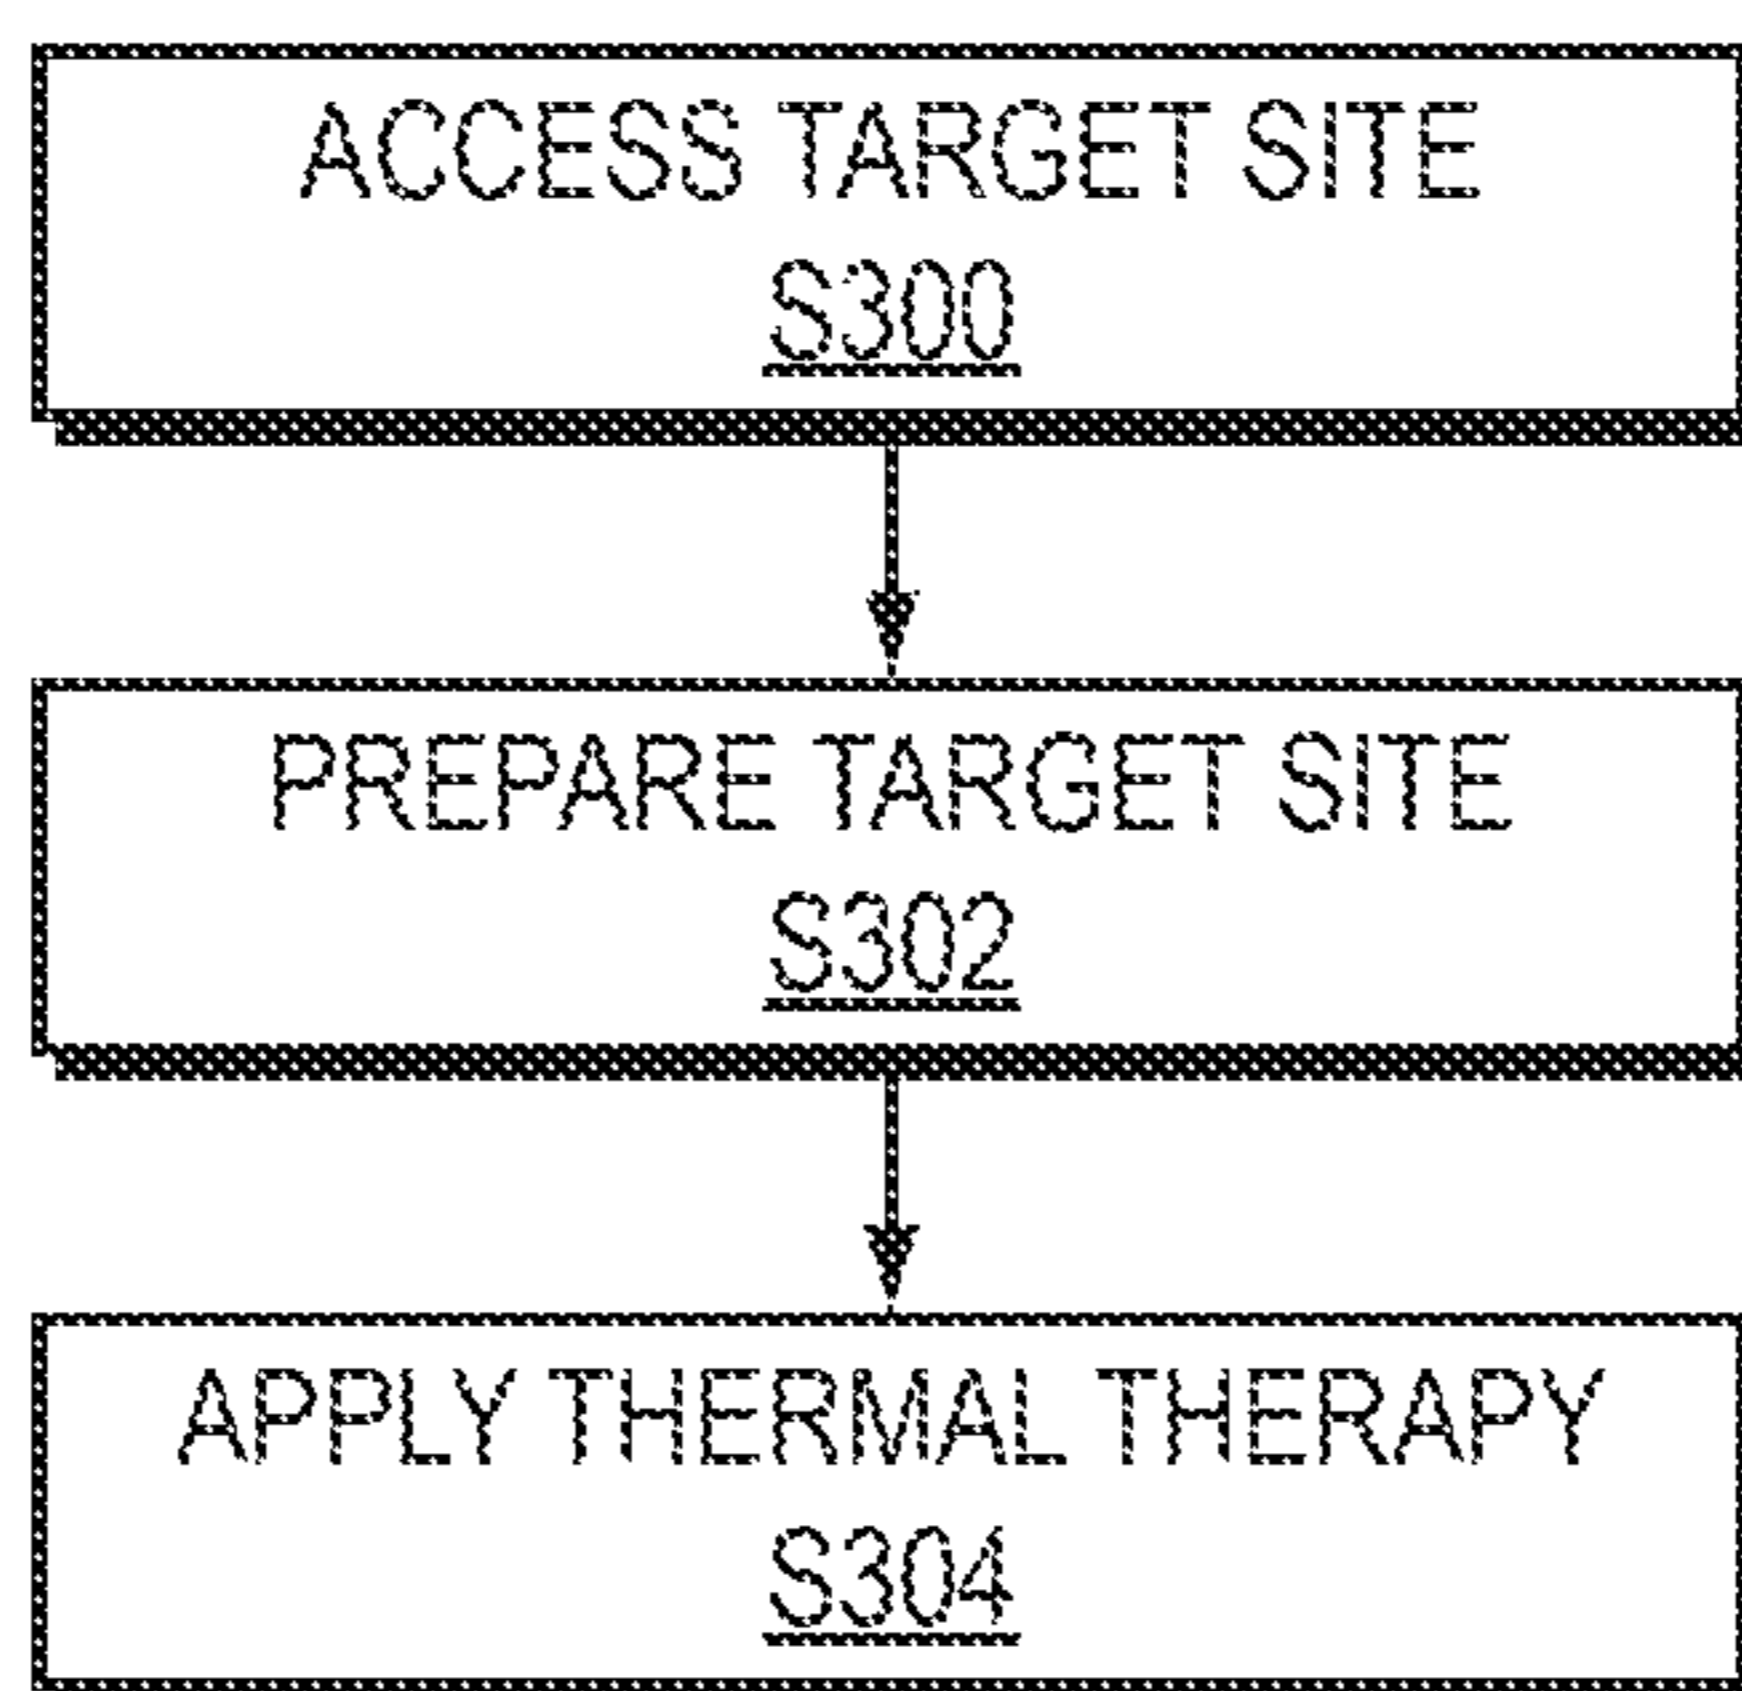 ACCESS TARGET SITE
S300
PREPARE TARGET SITE
S302
APPLY THERMAL THERAPY
S304